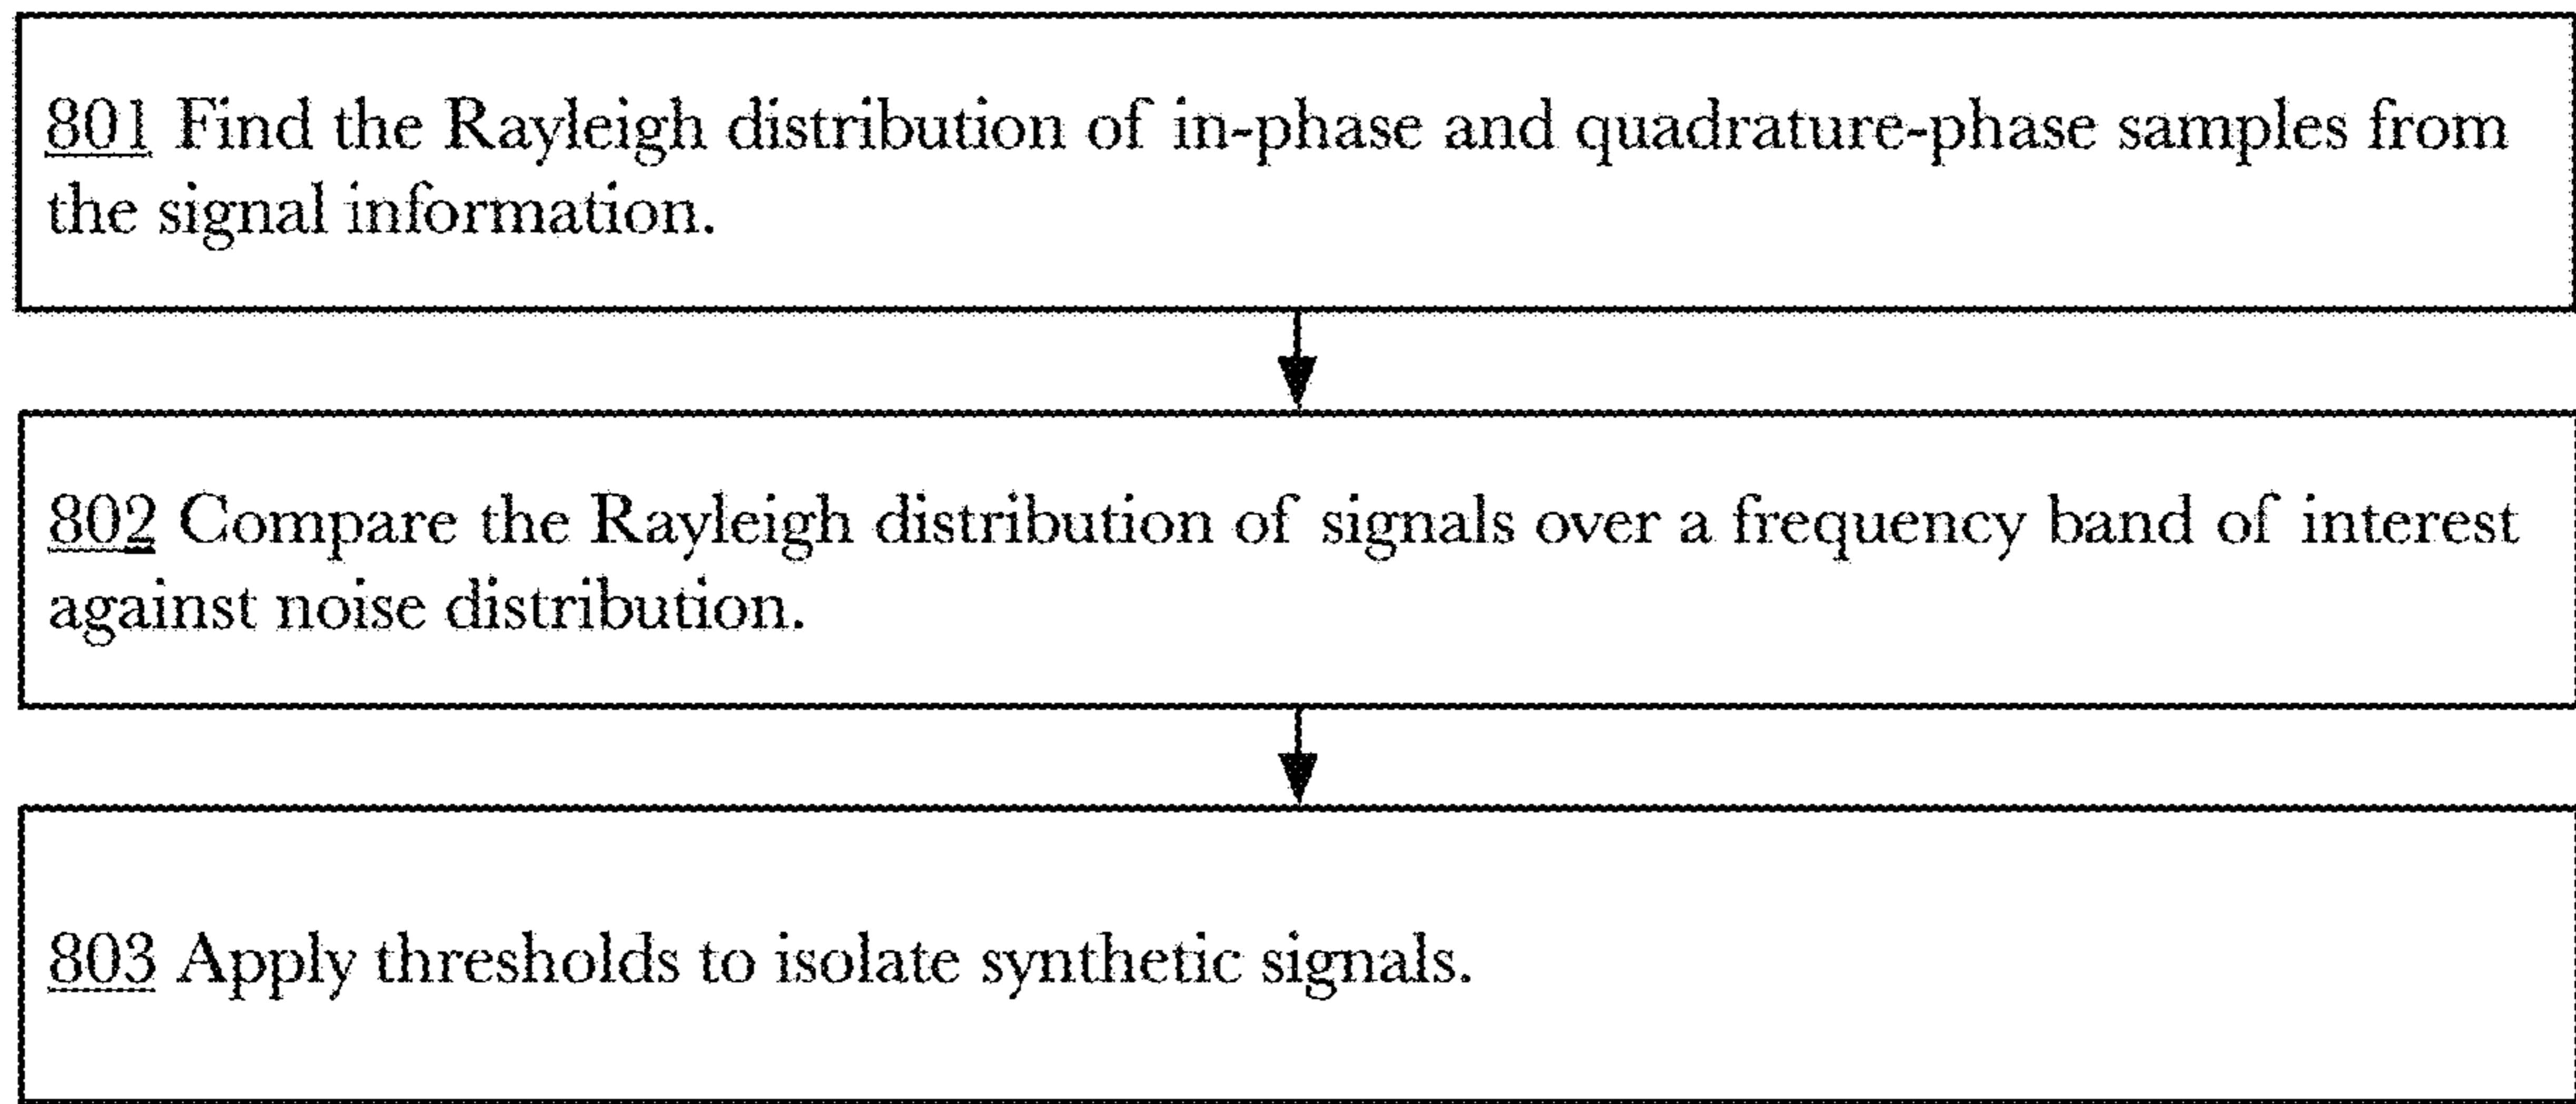 801 Find the Rayleigh distribution of in-phase and quadrature-phase samples from
the signal information.
802 Compare the Rayleigh distribution of signals over a frequency band of interest
against noise distribution.
803 Apply thresholds to isolate synthetic signals.